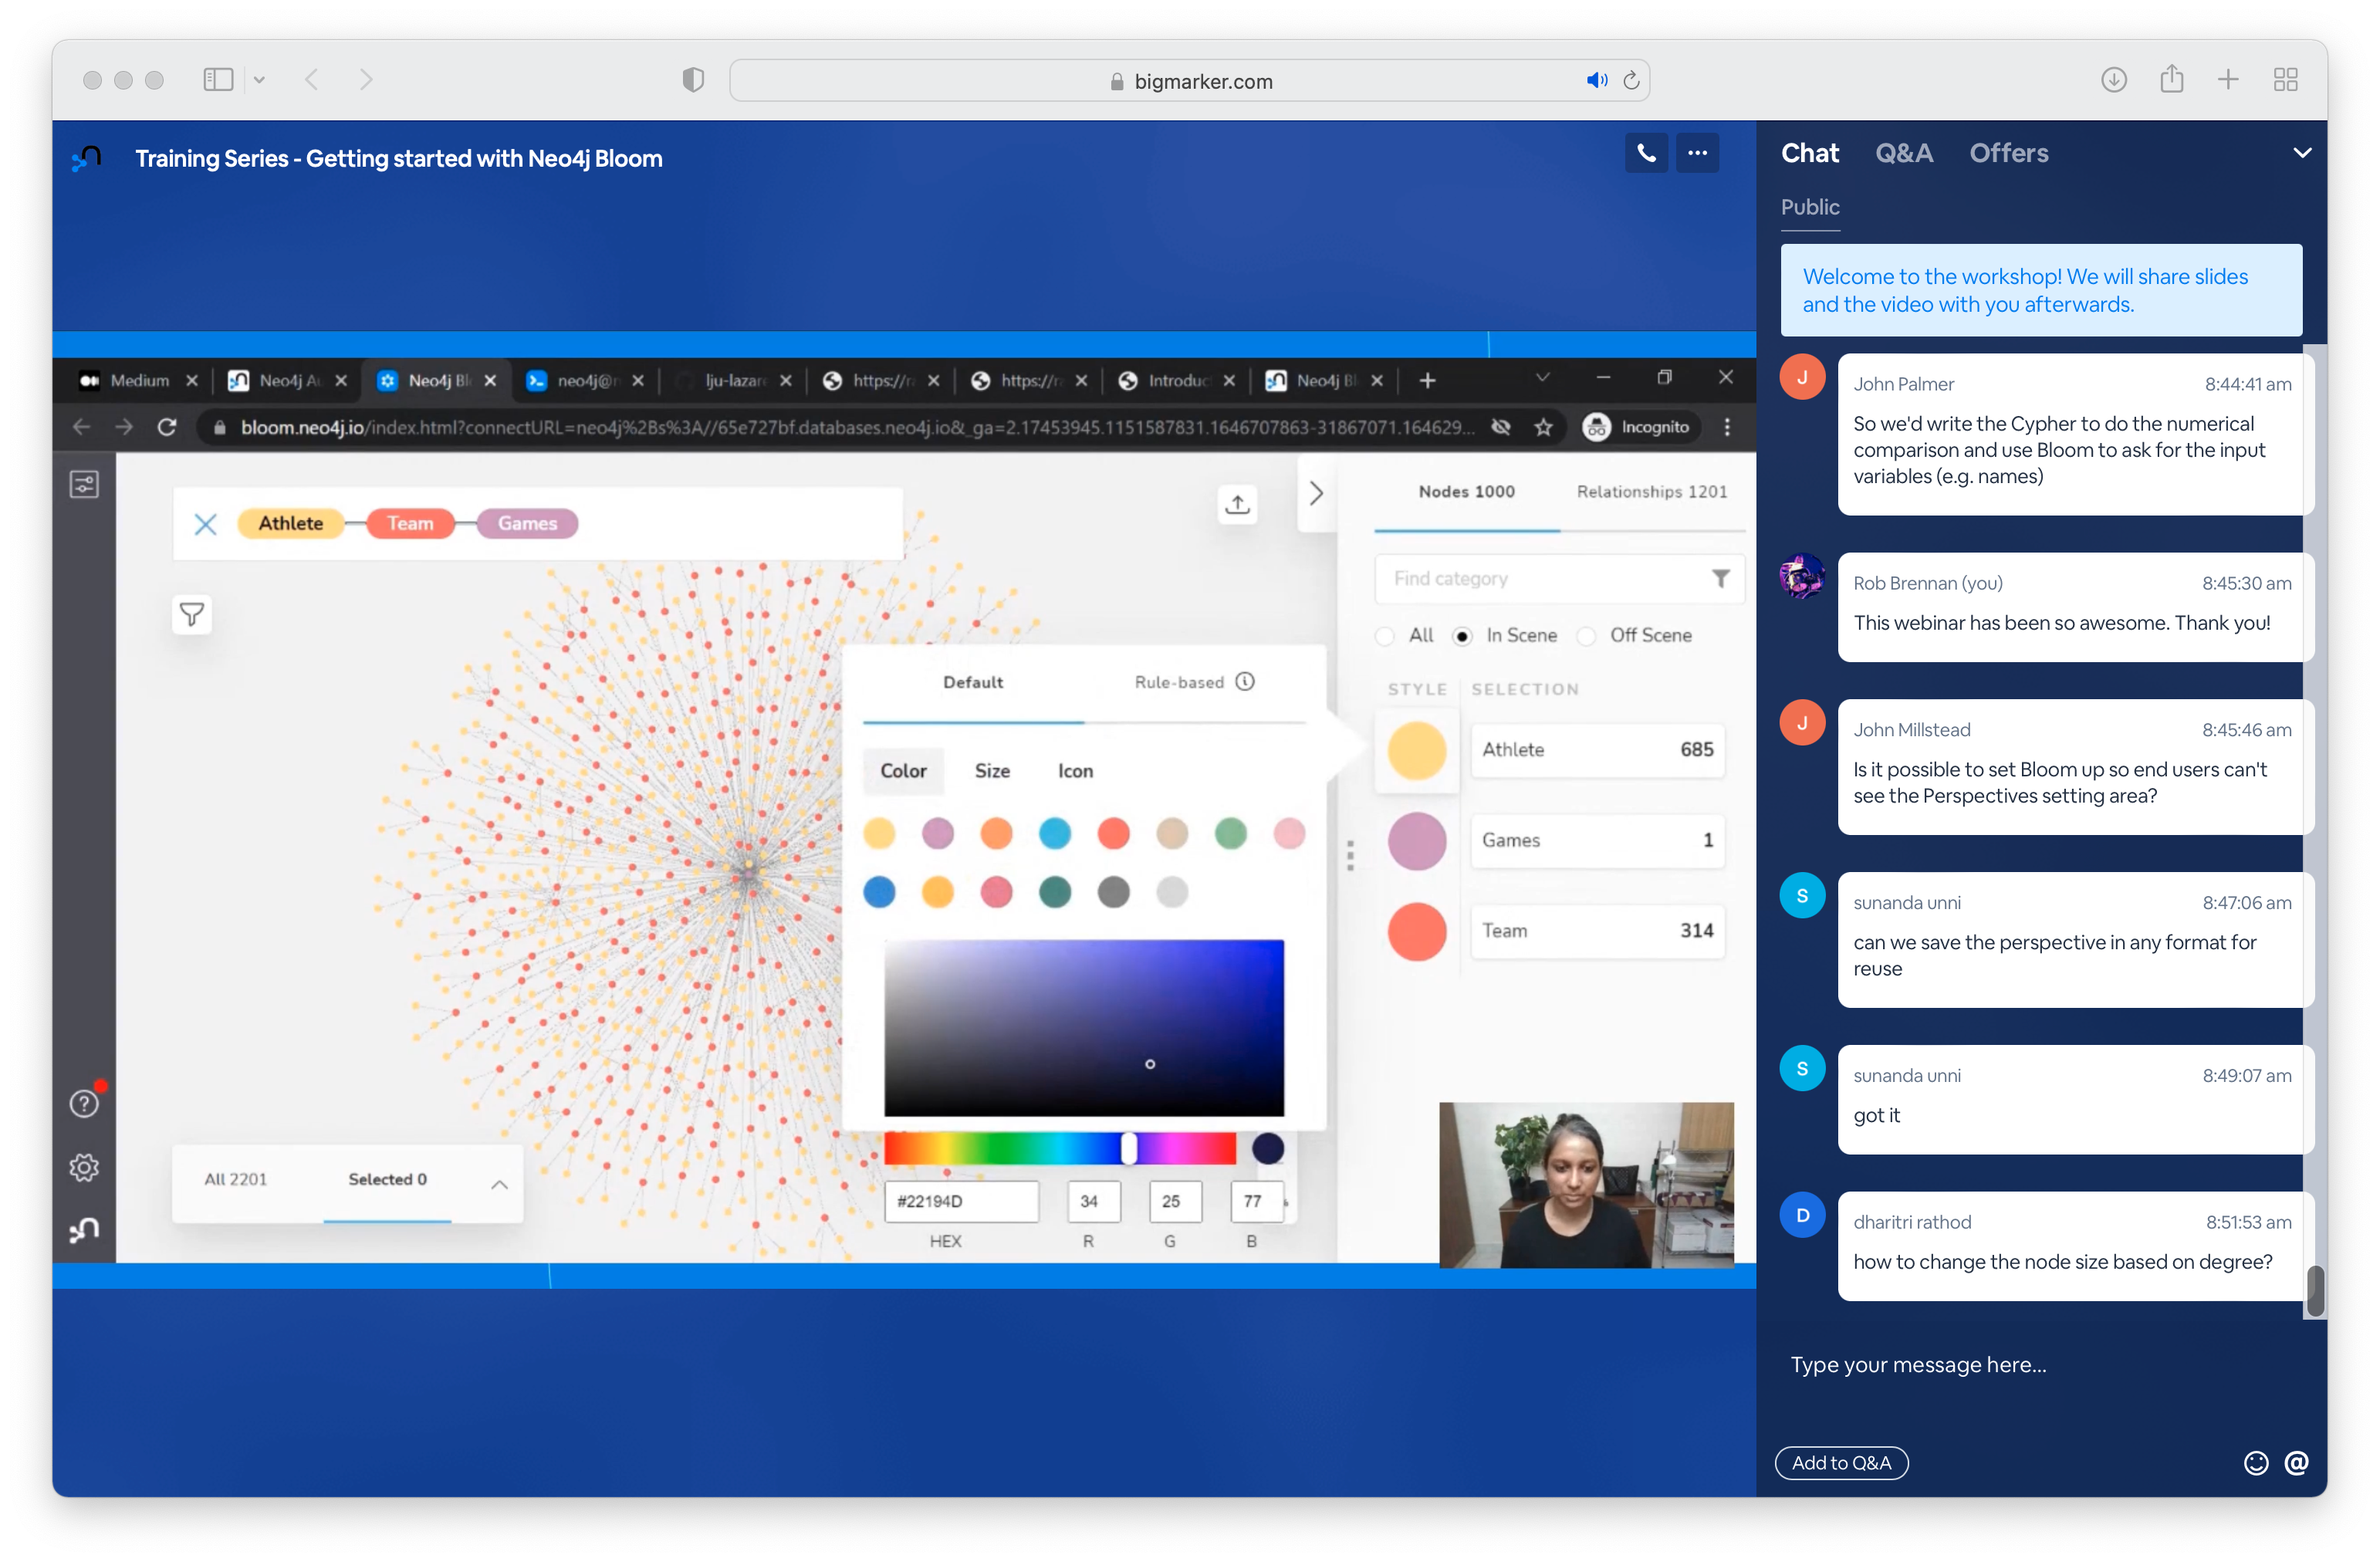 bigmarker.com
Training Series - Getting started with Neo4j Bloom
Medium
Neo4j Au
Neo4j Bl
neo4j@n
lju-lazar
https://ra
https://ra
Introduc
Neo4j Bl
bloom.neo4j.io/index.html?connectURL=neo4j%2Bs%3A//65e727bf.databases.neo4j.io&_ga=2.17453945.1151587831.1646707863-31867071.164629...
Incognito
Athlete
Team
Games
Nodes 1000
Relationships 1201
Find category
All
In Scene
Off Scene
STYLE
SELECTION
Athlete 685
Games 1
Team 314
Default
Rule-based
Color
Size
Icon
#22194D
34
25
77
HEX
R
G
B
All 2201
Selected 0
Chat
Q&A
Offers
Public
Welcome to the workshop! We will share slides
and the video with you afterwards.
J
John Palmer 8:44:41 am
So we'd write the Cypher to do the numerical
comparison and use Bloom to ask for the input
variables (e.g. names)
Rob Brennan (you) 8:45:30 am
This webinar has been so awesome. Thank you!
J
John Millstead 8:45:46 am
Is it possible to set Bloom up so end users can't
see the Perspectives setting area?
S
sunanda unni 8:47:06 am
can we save the perspective in any format for
reuse
S
sunanda unni 8:49:07 am
got it
D
dharitri rathod 8:51:53 am
how to change the node size based on degree?
Type your message here...
Add to Q&A
@